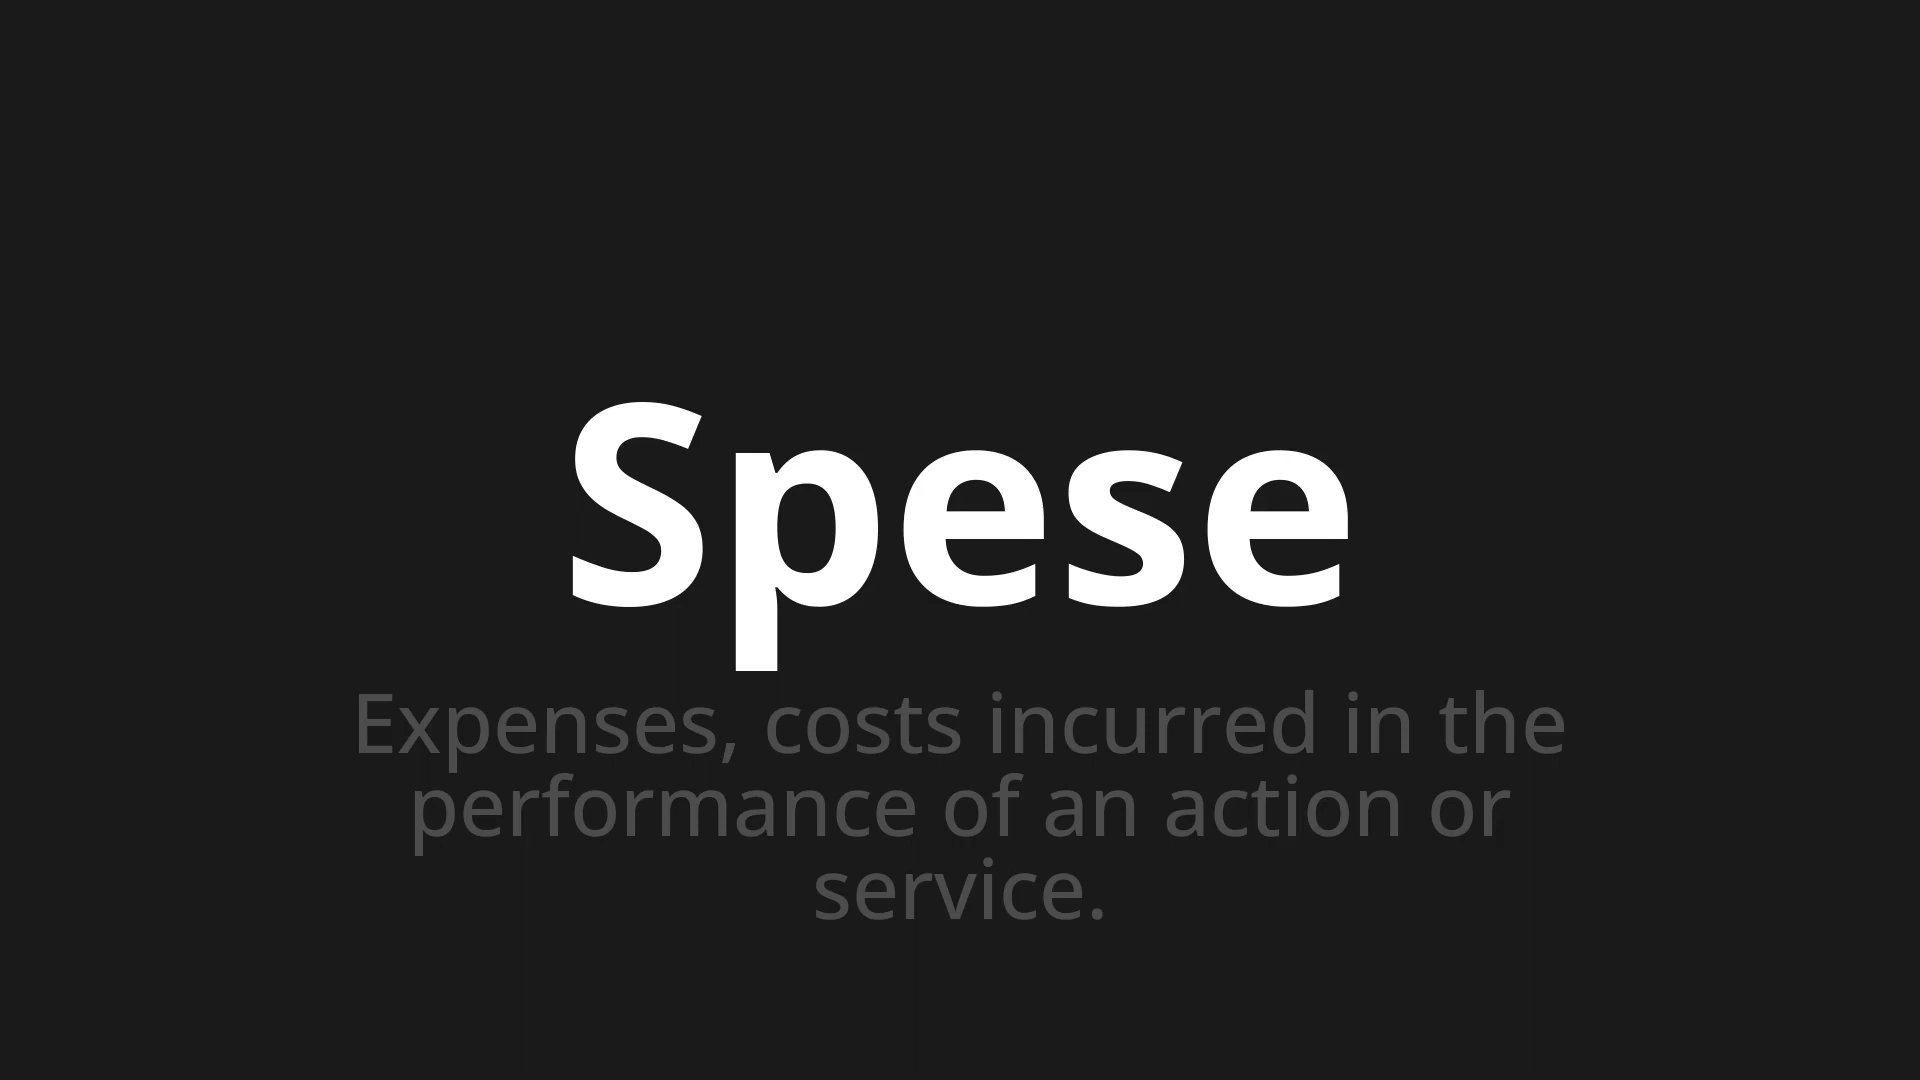 Spese
Expenses, costs incurred in the
performance of an action or
service.